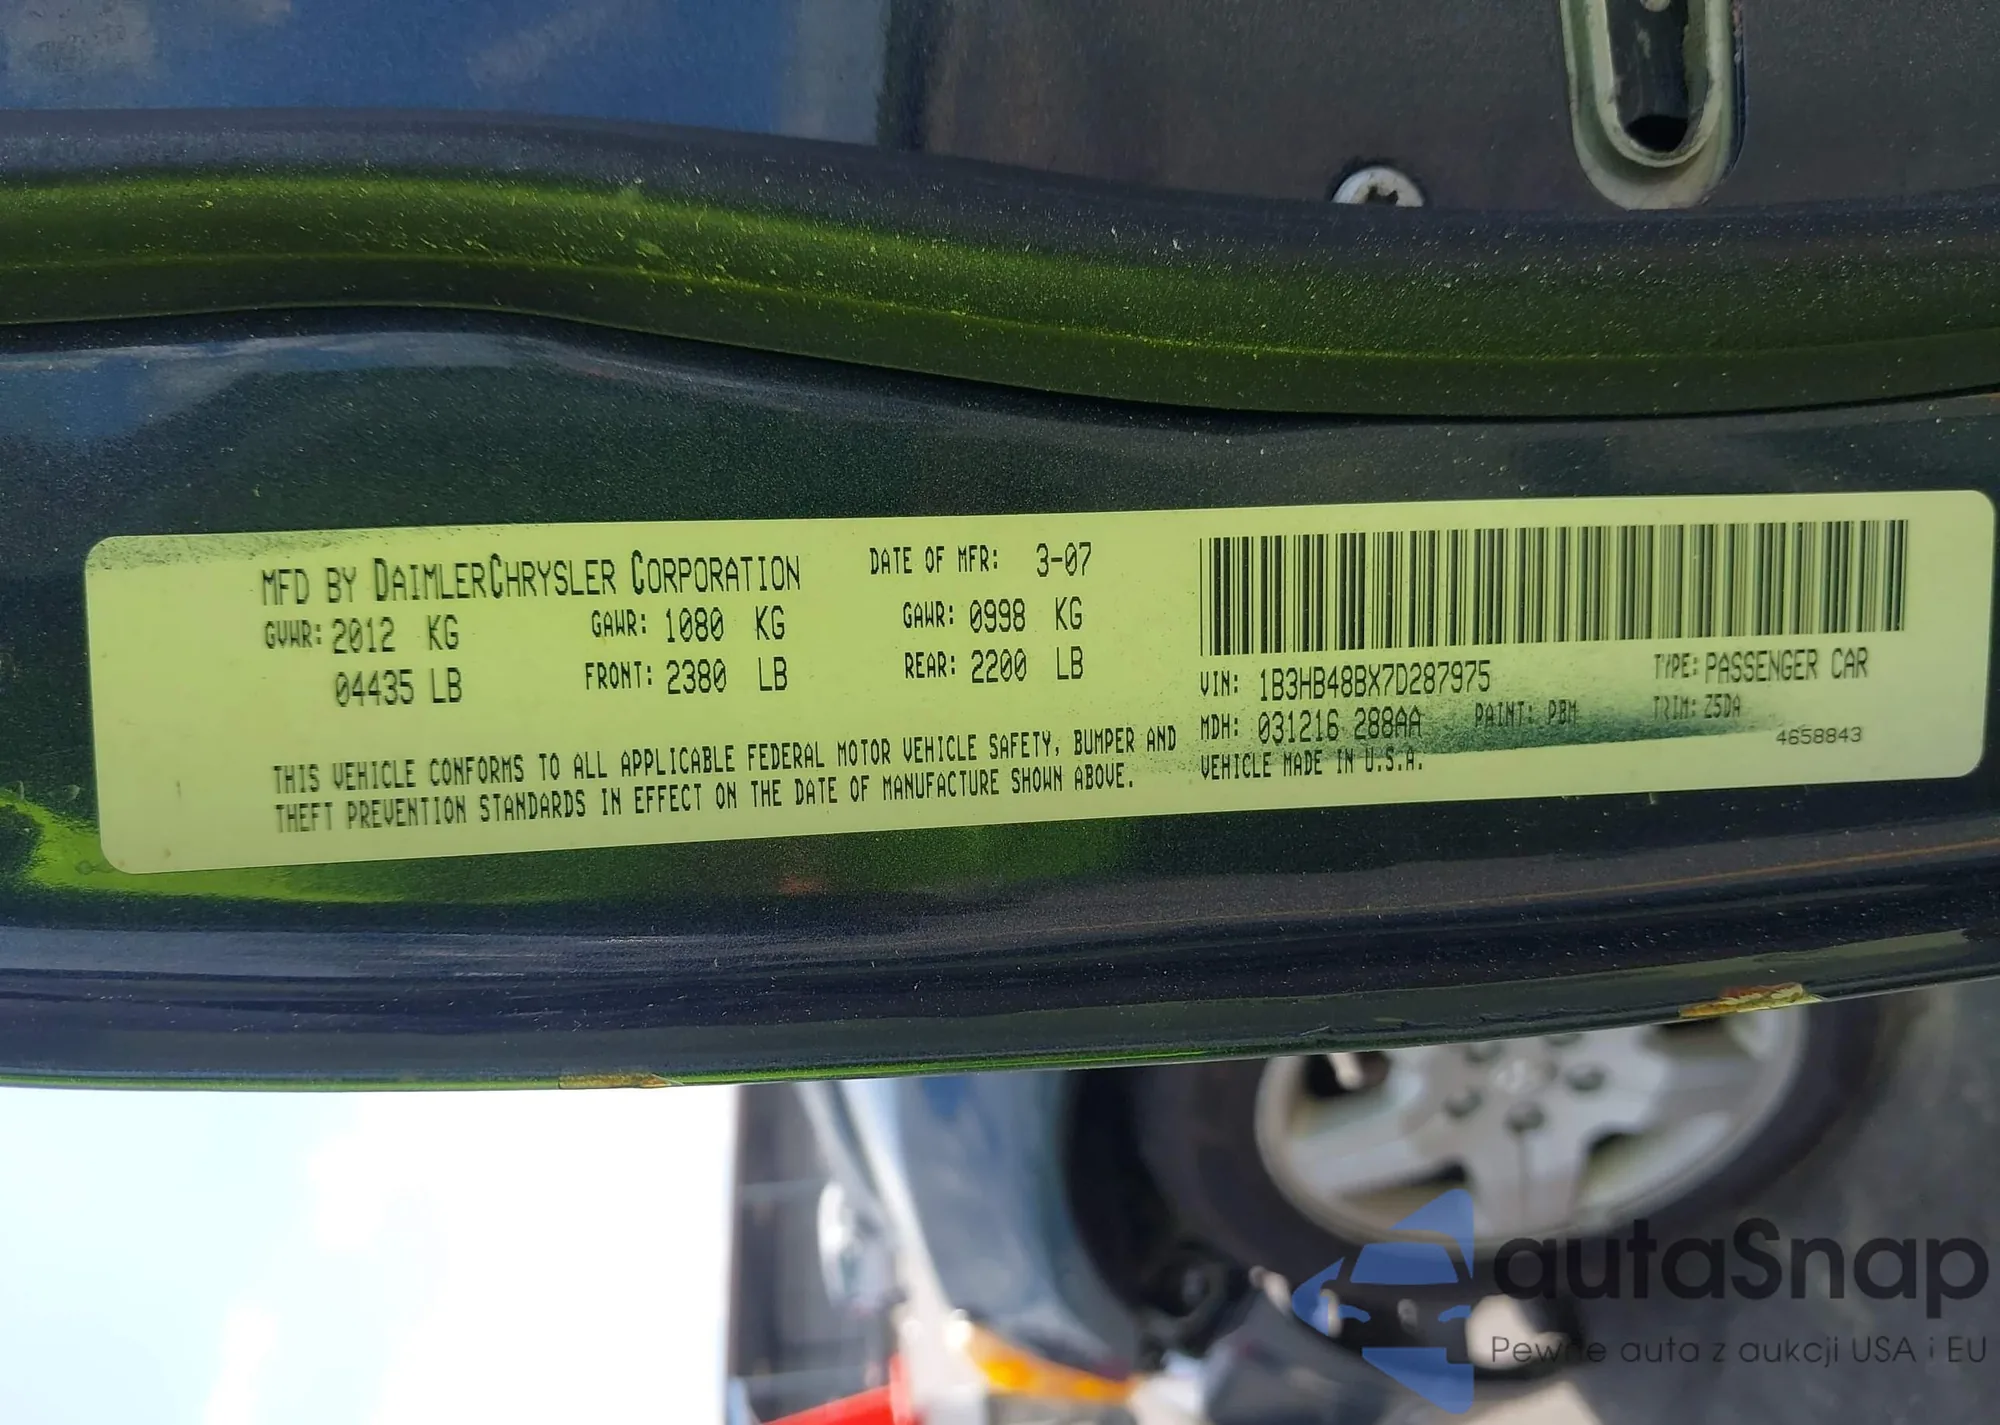 MFD BY DAIMLERCHRYSLER CORPORATION DATE OF MFR: 3-07
GVWR: 2012 KG GAWR: 1080 KG GAWR: 0998 KG
04435 LB FRONT: 2380 LB REAR: 2200 LB
THIS VEHICLE CONFORMS TO ALL APPLICABLE FEDERAL MOTOR VEHICLE SAFETY, BUMPER AND
THEFT PREVENTION STANDARDS IN EFFECT ON THE DATE OF MANUFACTURE SHOWN ABOVE.
VIN: 1B3HB48BX7D287975 TYPE: PASSENGER CAR
MDH: 031216 288AA PAINT: PBM TRIM: Z5DA
VEHICLE MADE IN U.S.A. 4658843
autaSnap
Pewne auta z aukcji USA i EU